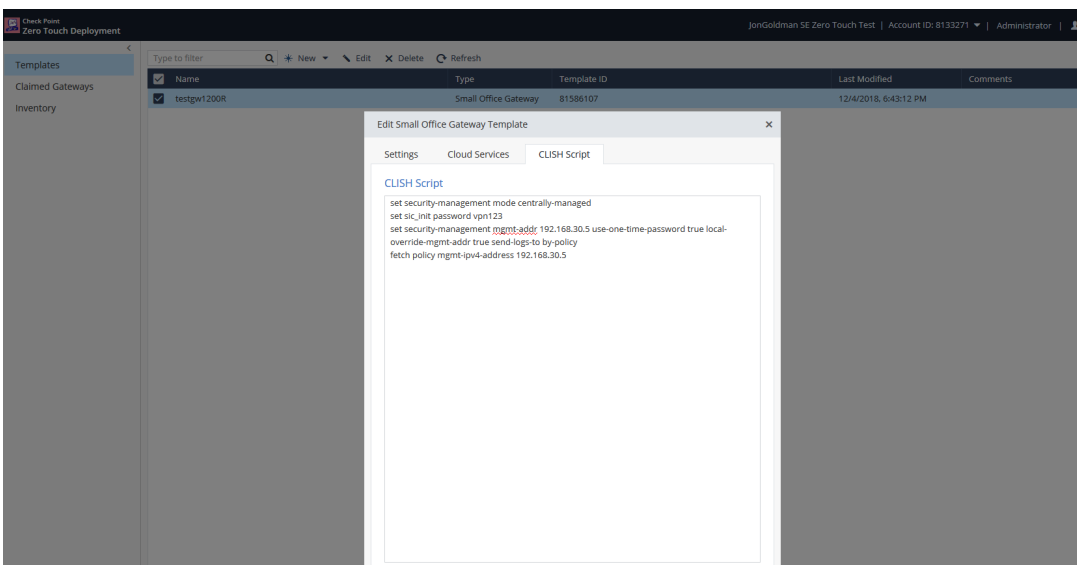 Check Point
Zero Touch Deployment
JonGoldman SE Zero Touch Test | Account ID: 8133271 | Administrator |
Templates
Claimed Gateways
Inventory
Type to filter New Edit Delete Refresh
Name Type Template ID Last Modified Comments
testgw1200R Small Office Gateway 81586107 12/4/2018, 6:43:12 PM
Edit Small Office Gateway Template
Settings Cloud Services CLISH Script
CLISH Script
set security-management mode centrally-managed
set sic_init password vpn123
set security-management mgmt-addr 192.168.30.5 use-one-time-password true local-
override-mgmt-addr true send-logs-to by-policy
fetch policy mgmt-ipv4-address 192.168.30.5